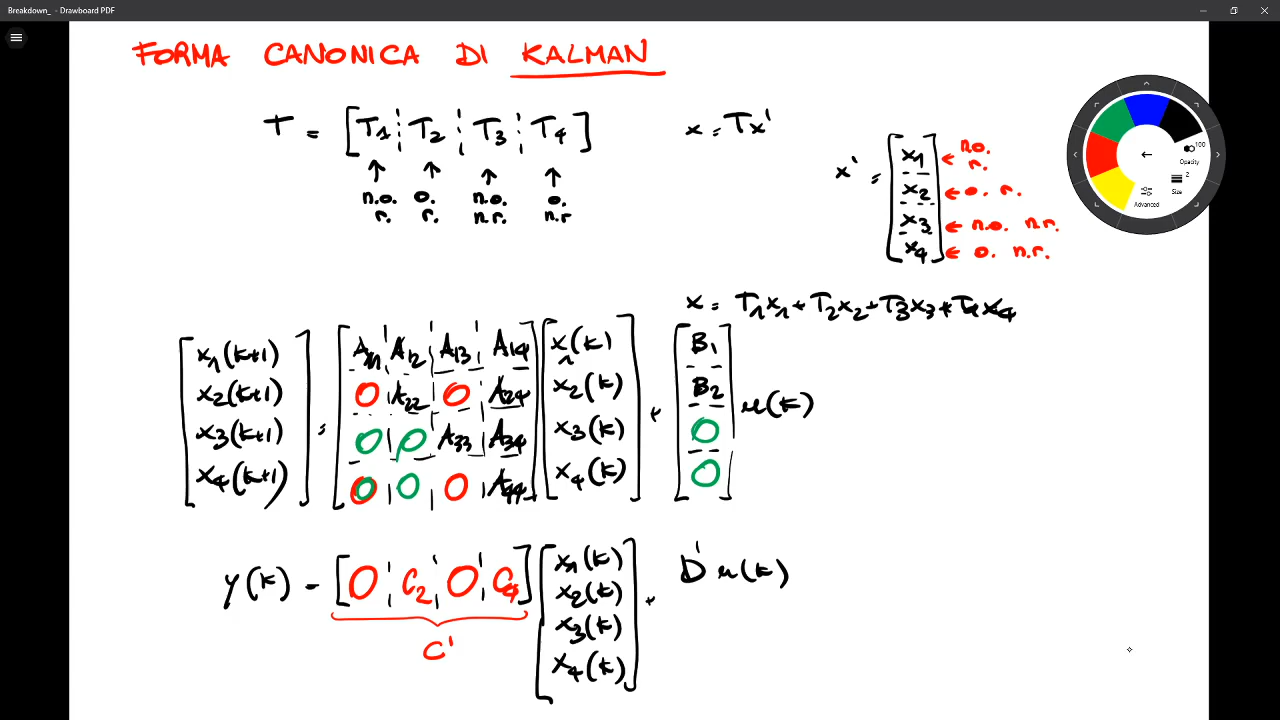 Breakdown_ - Drawboard PDF
FORMA CANONICA DI KALMAN
T = [T1 ¦ T2 ¦ T3 ¦ T4]
x = Tx'
↑ ↑ ↑ ↑
n.o. o. n.o. o.
r. r. n.r. n.r
x' =
x1 ← n.o. r.
x2 ← o. r.
x3 ← n.o. n.r.
x4 ← o. n.r.
100
Opacity
2
Size
Advanced
x = T1x1 + T2x2 + T3x3 + T4x4
x1(k+1) A11 A12 A13 A14 x1(k) B1
x2(k+1) 0 A22 0 A24 x2(k) B2
= + u(k)
x3(k+1) 0 0 A33 A34 x3(k) 0
x4(k+1) 0 0 0 A44 x4(k) 0
y(k) = [0 C2 0 C4]
x1(k)
x2(k)
x3(k)
x4(k)
+ D'u(k)
C'